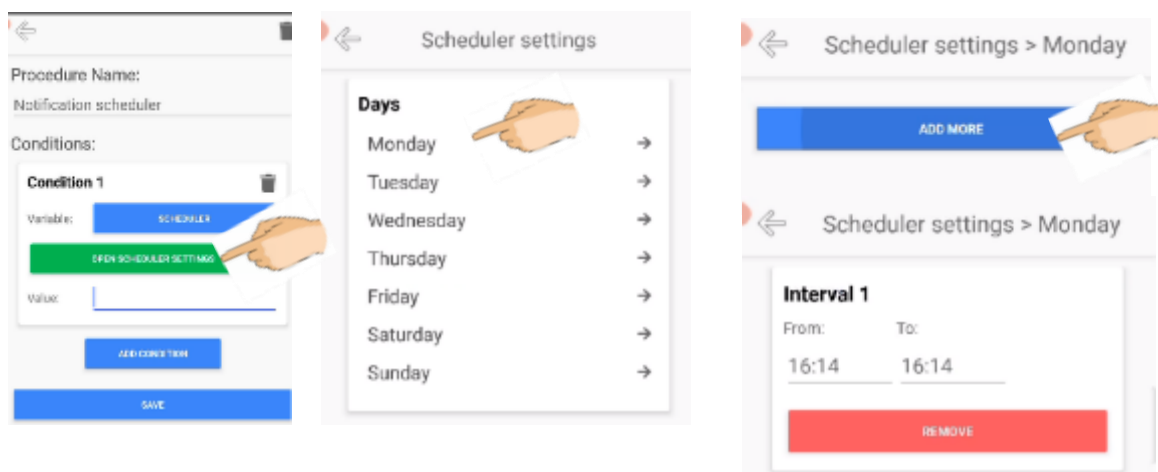 Procedure Name:
Notification scheduler
Conditions:
Condition 1
Variable:
SCHEDULER
OPEN SCHEDULER SETTINGS
Value:
ADD CONDITION
SAVE
Scheduler settings
Days
Monday
Tuesday
Wednesday
Thursday
Friday
Saturday
Sunday
Scheduler settings > Monday
ADD MORE
Scheduler settings > Monday
Interval 1
From: To:
16:14 16:14
REMOVE